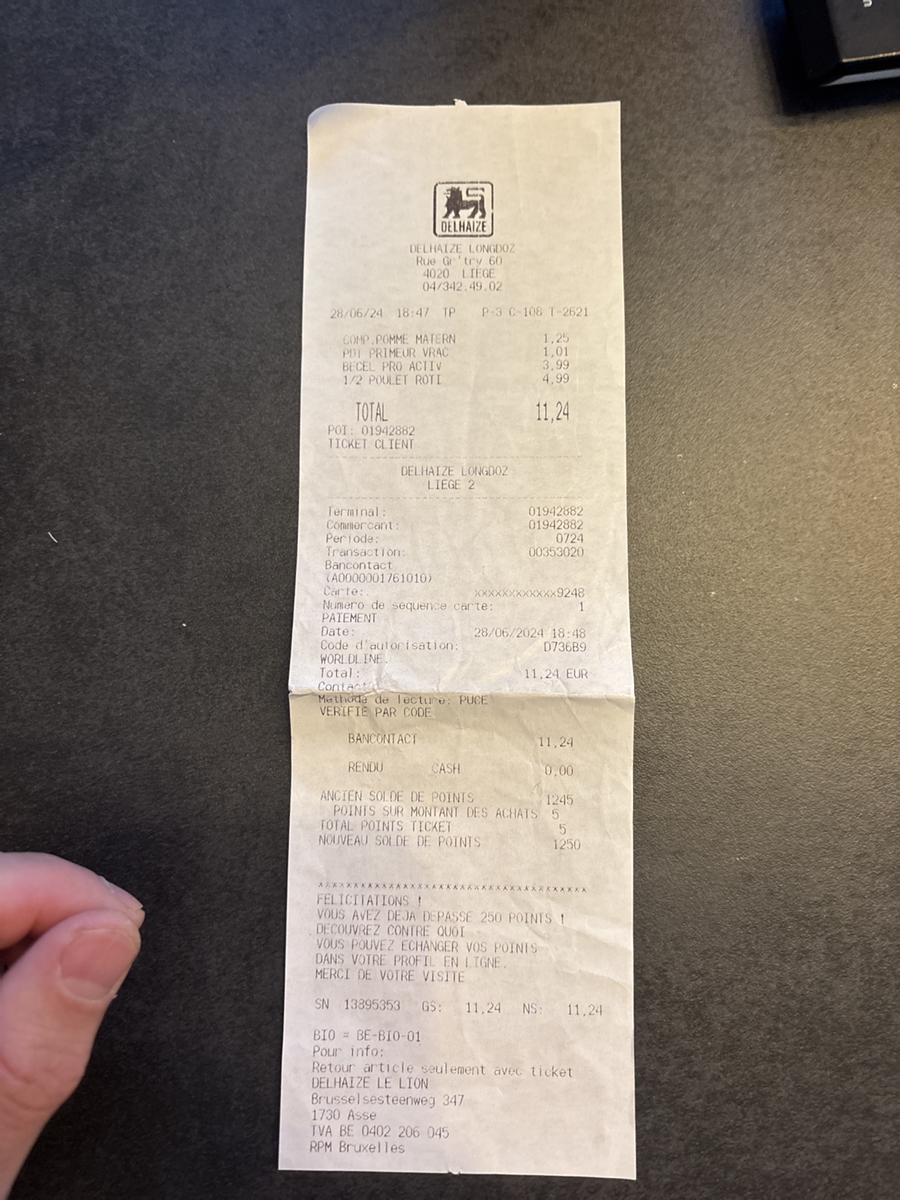 DELHAIZE
DELHAIZE LONGDOZ
Rue Gr'try 60
4020 LIEGE
04/342.49.02
28/06/24 18:47 TP P-3 C-108 T-2621
COMP.POMME MATERN 1,25
PDT PRIMEUR VRAC 1,01
BECEL PRO ACTIV 3,99
1/2 POULET ROTI 4,99
TOTAL 11,24
POI: 01942882
TICKET CLIENT
DELHAIZE LONGDOZ
LIEGE 2
Terminal: 01942882
Commercant: 01942882
Periode: 0724
Transaction: 00353020
Bancontact
(A0000001761010)
Carte: xxxxxxxxxxxx9248
Numero de sequence carte: 1
PAIEMENT
Date: 28/06/2024 18:48
Code d'autorisation: D736B9
WORLDLINE.
Total: 11,24 EUR
Contact
Methode de lecture: PUCE
VERIFIE PAR CODE
BANCONTACT 11,24
RENDU CASH 0,00
ANCIEN SOLDE DE POINTS 1245
POINTS SUR MONTANT DES ACHATS 5
TOTAL POINTS TICKET 5
NOUVEAU SOLDE DE POINTS 1250
FELICITATIONS !
VOUS AVEZ DEJA DEPASSE 250 POINTS !
DECOUVREZ CONTRE QUOI
VOUS POUVEZ ECHANGER VOS POINTS
DANS VOTRE PROFIL EN LIGNE.
MERCI DE VOTRE VISITE
SN 13895353 GS: 11,24 NS: 11,24
BIO = BE-BIO-01
Pour info:
Retour article seulement avec ticket
DELHAIZE LE LION
Brusselsesteenweg 347
1730 Asse
TVA BE 0402 206 045
RPM Bruxelles